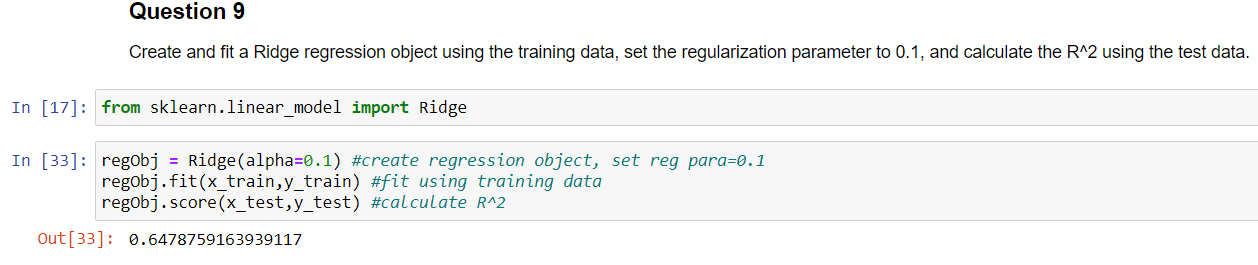 Question 9
Create and fit a Ridge regression object using the training data, set the regularization parameter to 0.1, and calculate the R^2 using the test data.
In [17]: from sklearn.linear_model import Ridge
In [33]: regObj = Ridge(alpha=0.1) #create regression object, set reg para=0.1
regObj.fit(x_train,y_train) #fit using training data
regObj.score(x_test,y_test) #calculate R^2
Out[33]: 0.6478759163939117